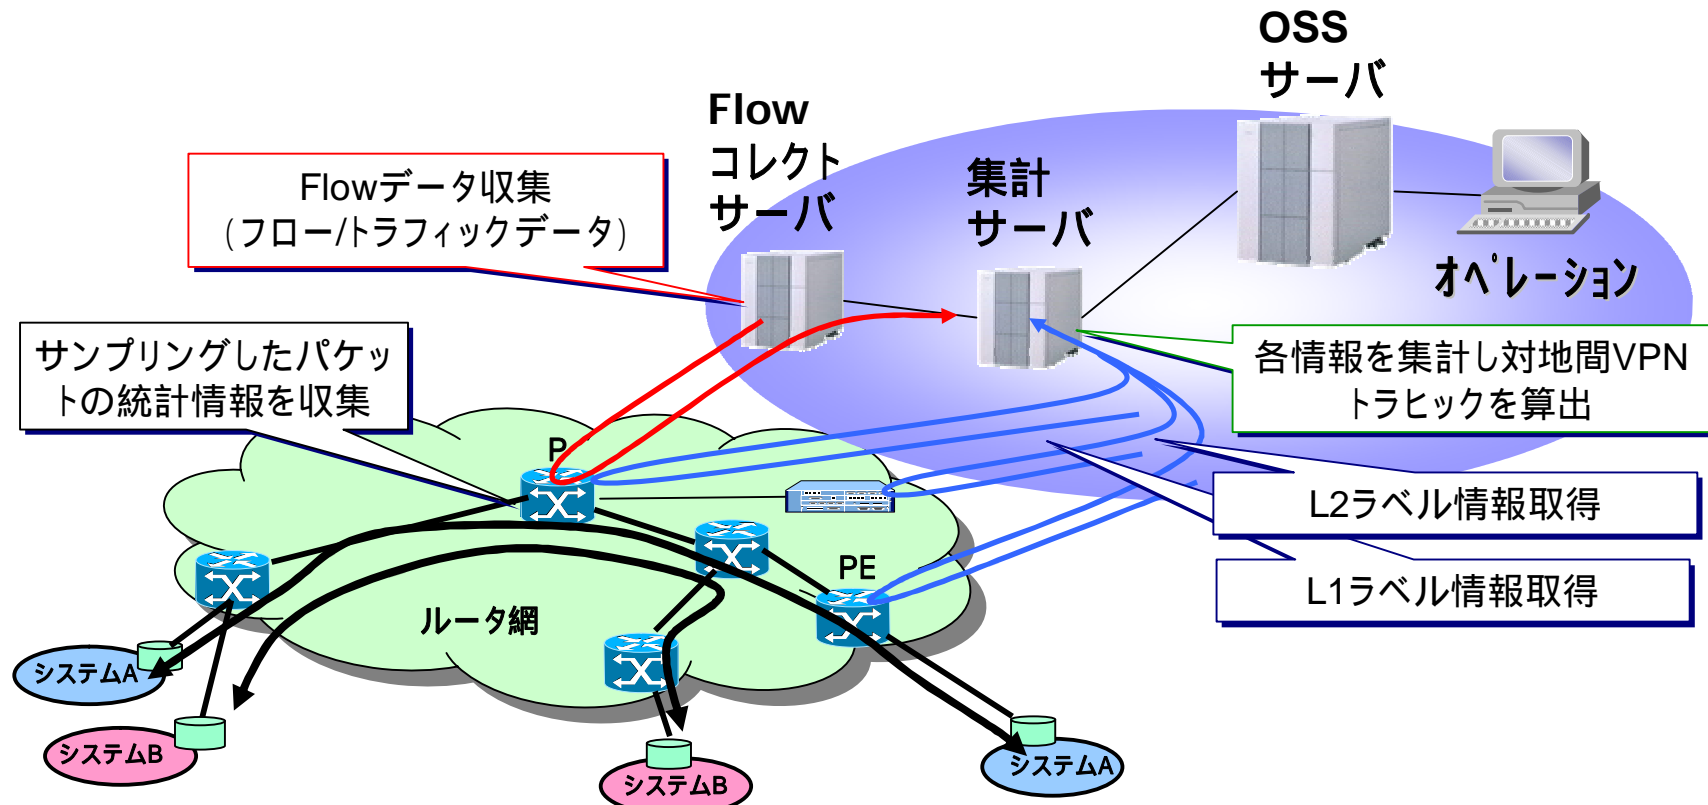 OSS
サーバ
Flow
コレクト
サーバ
集計
サーバ
Flowデータ収集
(フロー/トラフィックデータ)
オペレーション
サンプリングしたパケッ
トの統計情報を収集
各情報を集計し対地間VPN
トラヒックを算出
P
L2ラベル情報取得
PE
L1ラベル情報取得
ルータ網
システムA
システムB
システムB
システムA